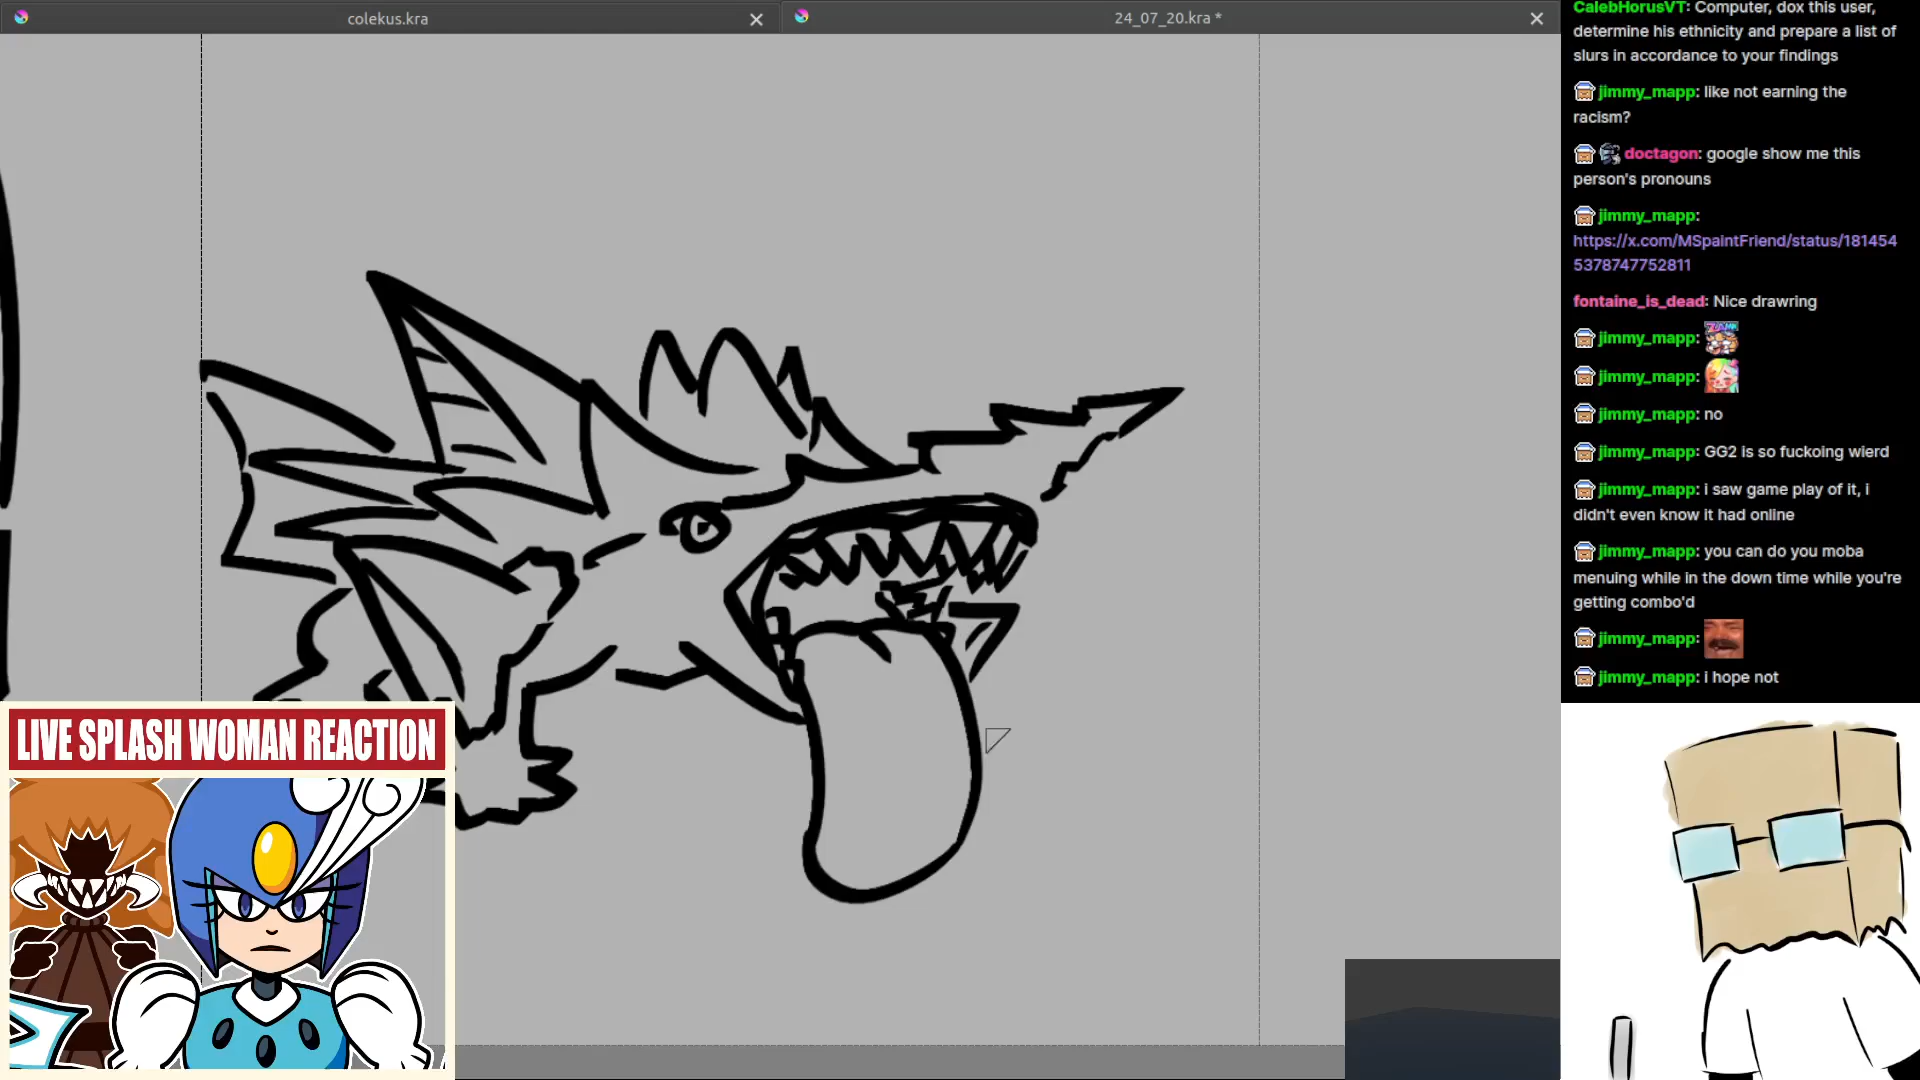 colekus.kra
24_07_20.kra *
CalebHorusVT: Computer, dox this user,
determine his ethnicity and prepare a list of
slurs in accordance to your findings
jimmy_mapp: like not earning the
racism?
doctagon: google show me this
person's pronouns
jimmy_mapp:
https://x.com/MSpaintFriend/status/181454
5378747752811
fontaine_is_dead: Nice drawring
jimmy_mapp:
jimmy_mapp:
jimmy_mapp: no
jimmy_mapp: GG2 is so fuckoing wierd
jimmy_mapp: i saw game play of it, i
didn't even know it had online
jimmy_mapp: you can do you moba
menuing while in the down time while you're
getting combo'd
jimmy_mapp:
jimmy_mapp: i hope not
LIVE SPLASH WOMAN REACTION